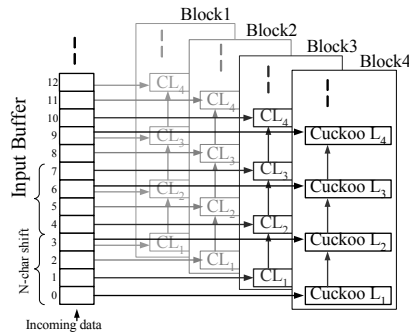 Block1
Block2
Block3
Block4
Input Buffer
N-char shift
12
11
10
9
8
7
6
5
4
3
2
1
0
CL4
CL3
CL2
CL1
CL4
CL3
CL2
CL1
CL4
CL3
CL2
CL1
Cuckoo L4
Cuckoo L3
Cuckoo L2
Cuckoo L1
Incoming data